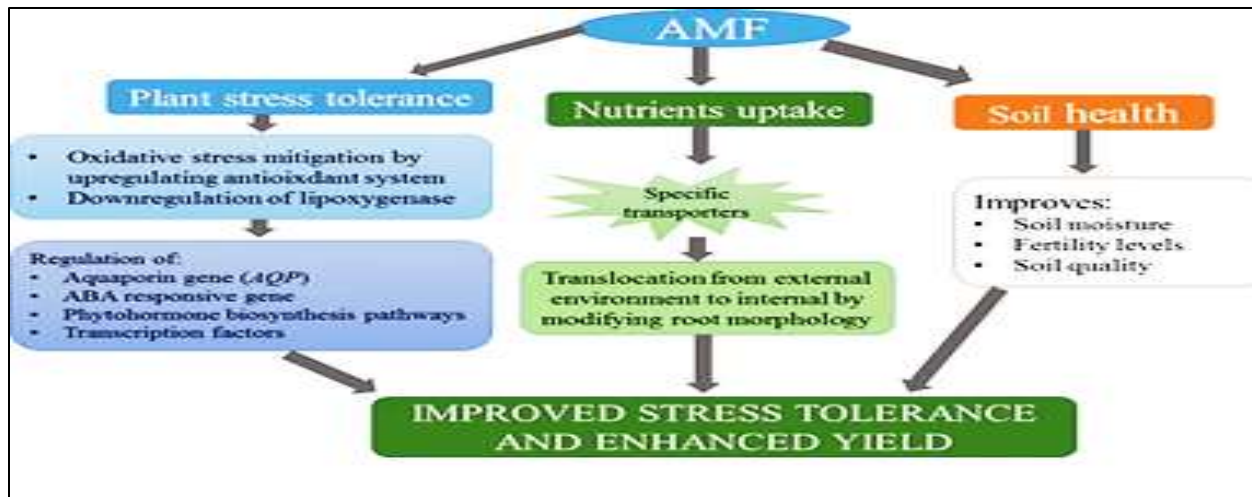 AMF
Plant stress tolerance
• Oxidative stress mitigation by
upregulating antioixdant system
• Downregulation of lipoxygenase
Regulation of:
• Aquaporin gene (AQP)
• ABA responsive gene
• Phytohormone biosynthesis pathways
• Transcription factors
Nutrients uptake
Specific
transporters
Translocation from external
environment to internal by
modifying root morphology
Soil health
Improves:
• Soil moisture
• Fertility levels
• Soil quality
IMPROVED STRESS TOLERANCE
AND ENHANCED YIELD